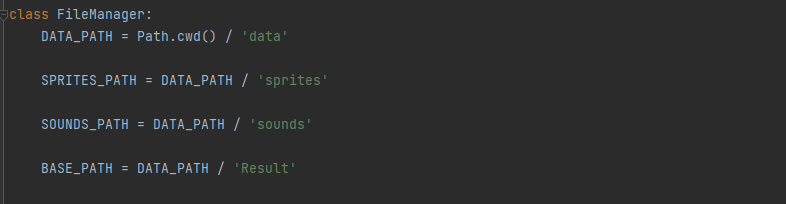 class FileManager:
DATA_PATH = Path.cwd() / 'data'
SPRITES_PATH = DATA_PATH / 'sprites'
SOUNDS_PATH = DATA_PATH / 'sounds'
BASE_PATH = DATA_PATH / 'Result'